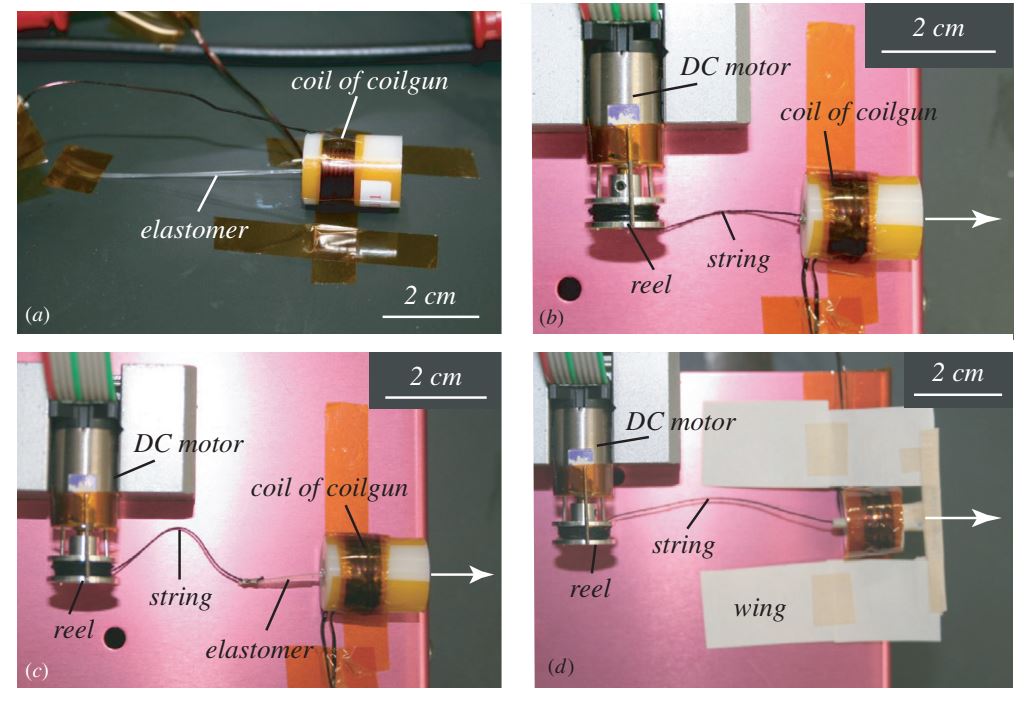 coil of coilgun
elastomer
2 cm
(a)
2 cm
DC motor
coil of coilgun
string
reel
(b)
2 cm
DC motor
coil of coilgun
string
reel
elastomer
(c)
2 cm
DC motor
string
reel
wing
(d)